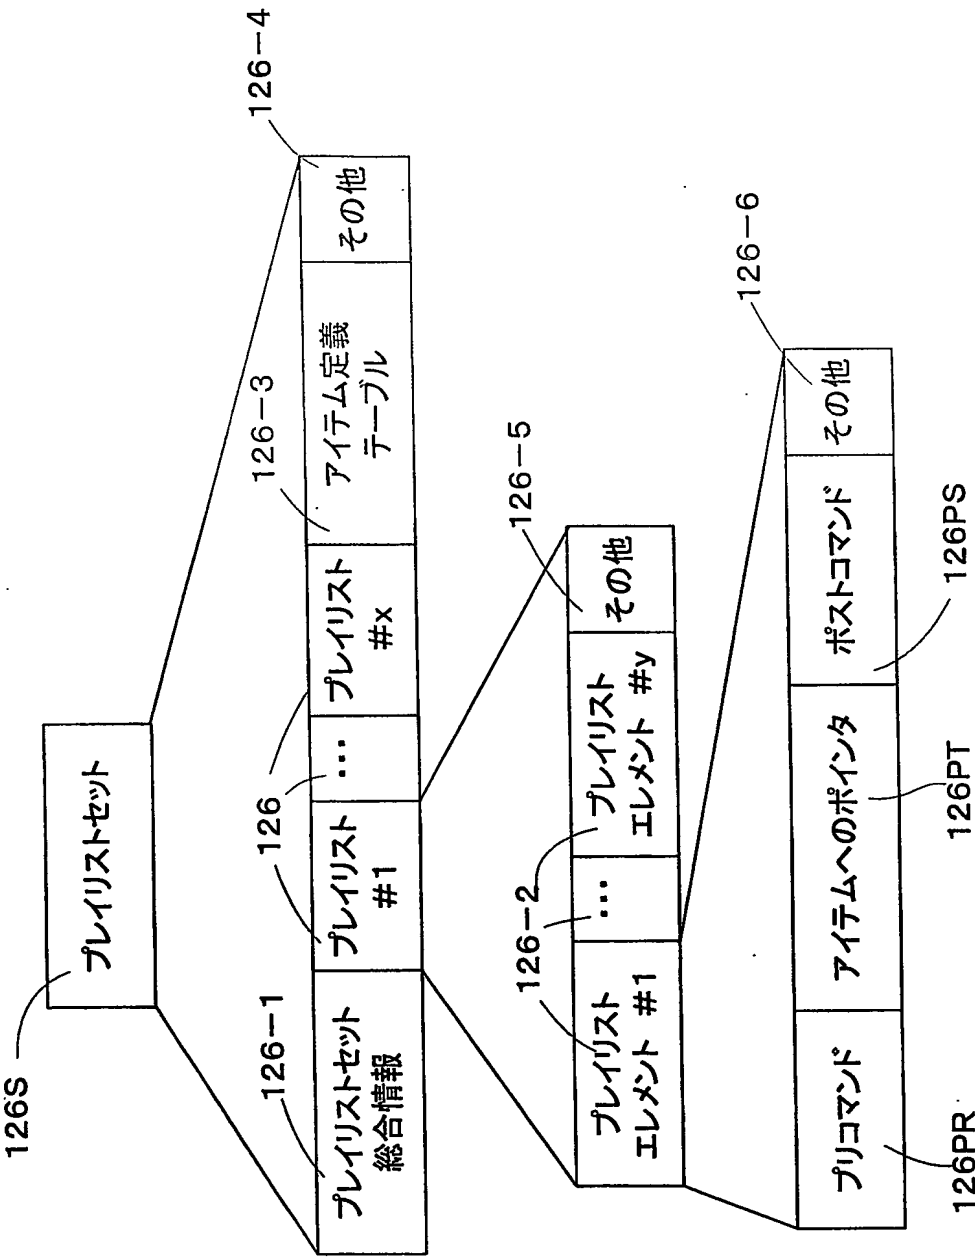 126S
プレイリストセット
126-1
126
126-3
126-4
プレイリストセット
総合情報
プレイリスト
#1
...
プレイリスト
#x
アイテム定義
テーブル
その他
126-2
126-5
プレイリスト
エレメント #1
...
プレイリスト
エレメント #y
その他
126-6
プリコマンド
アイテムへのポインタ
ポストコマンド
その他
126PR
126PT
126PS